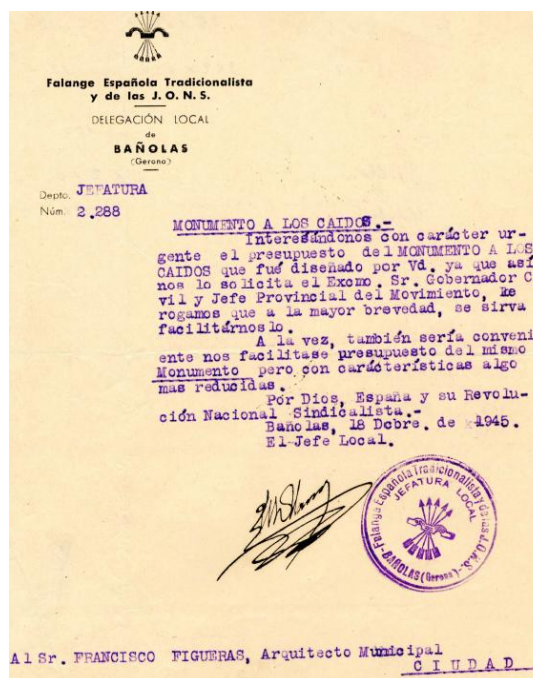 Falange Española Tradicionalista
y de las J. O. N. S.
DELEGACIÓN LOCAL
de
BAÑOLAS
(Gerona)
Depto. JEFATURA
Núm. 2.288
MONUMENTO A LOS CAIDOS.-
Interesándonos con carácter ur-
gente el presupuesto del MONUMENTO A LOS
CAIDOS que fué diseñado por Vd. ya que así
nos lo solicita el Excmo. Sr. Gobernador C
vil y Jefe Provincial del Movimiento, le
rogamos que a la mayor brevedad, se sirva
facilitárnoslo.
A la vez, también sería conveni
ente nos facilitase presupuesto del mismo
Monumento pero con carácterísticas algo
mas reducidas.
Por Dios, España y su Revolu-
ción Nacional Sindicalista.-
Bañolas, 18 Dcbre. de 1945.
El Jefe Local.
Falange Española Tradicionalista y de las J.O.N.S.
JEFATURA LOCAL
BAÑOLAS (Gerona)
Al Sr. FRANCISCO FIGUERAS, Arquitecto Municipal
CIUDAD